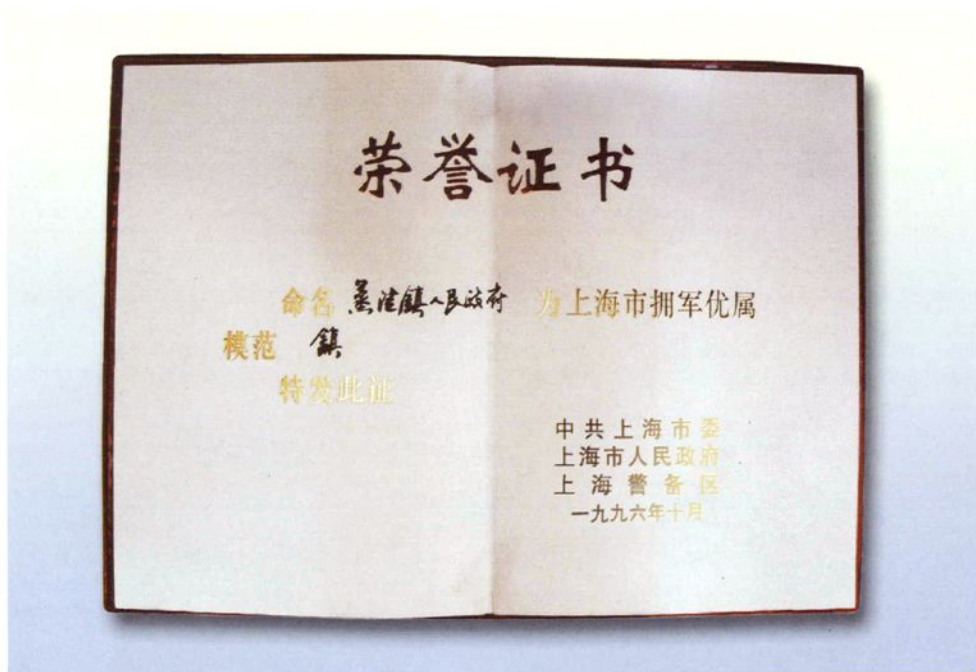 荣誉证书
命名 蒸淀鎮人民政府 为上海市拥军优属
模范 鎮
特发此证
中共上海市委
上海市人民政府
上海警备区
一九九六年十月